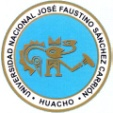 UNIVERSIDAD NACIONAL JOSÉ FAUSTINO SÁNCHEZ CARRIÓN
· HUACHO ·